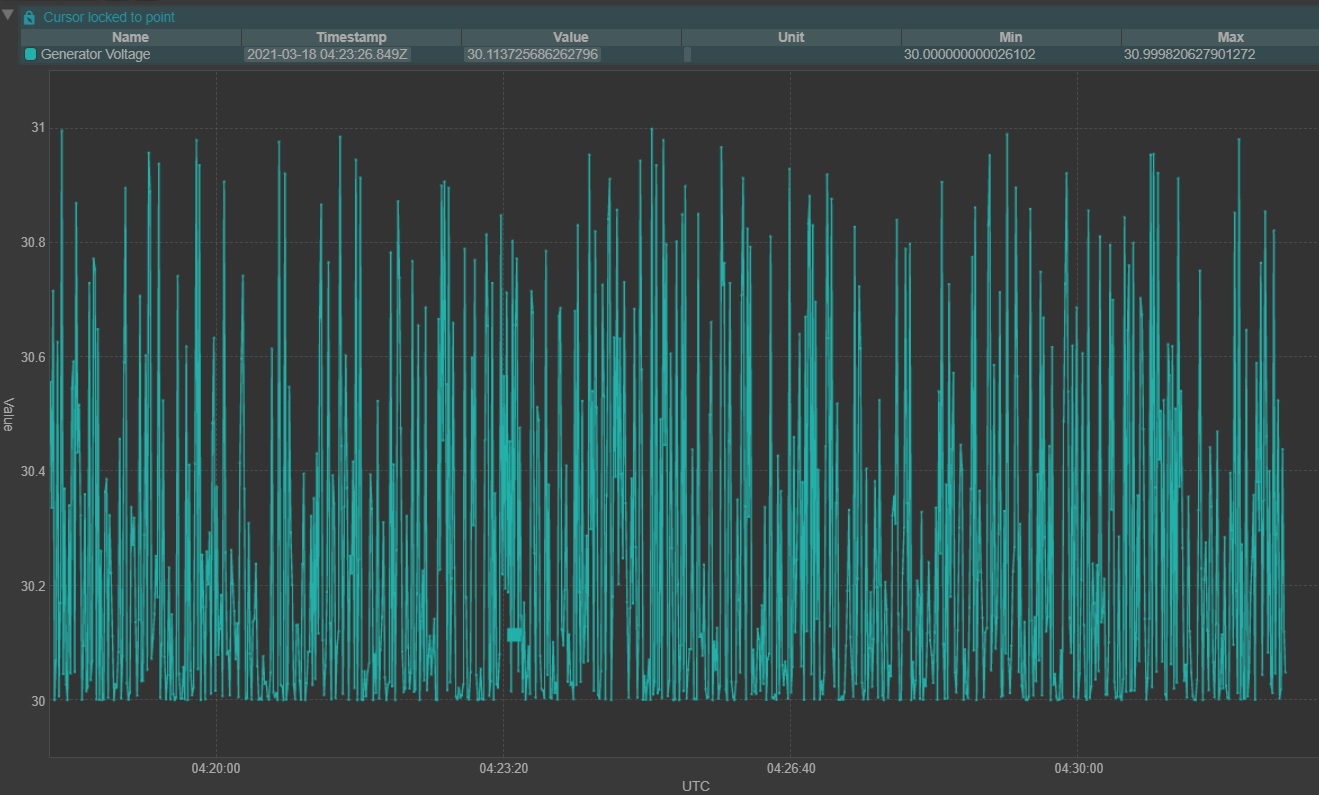 Cursor locked to point
Name Timestamp Value Unit Min Max
Generator Voltage 2021-03-18 04:23:26.849Z 30.113725686262796 30.000000000026102 30.999820627901272
31
30.8
30.6
Value
30.4
30.2
30
04:20:00 04:23:20 04:26:40 04:30:00
UTC